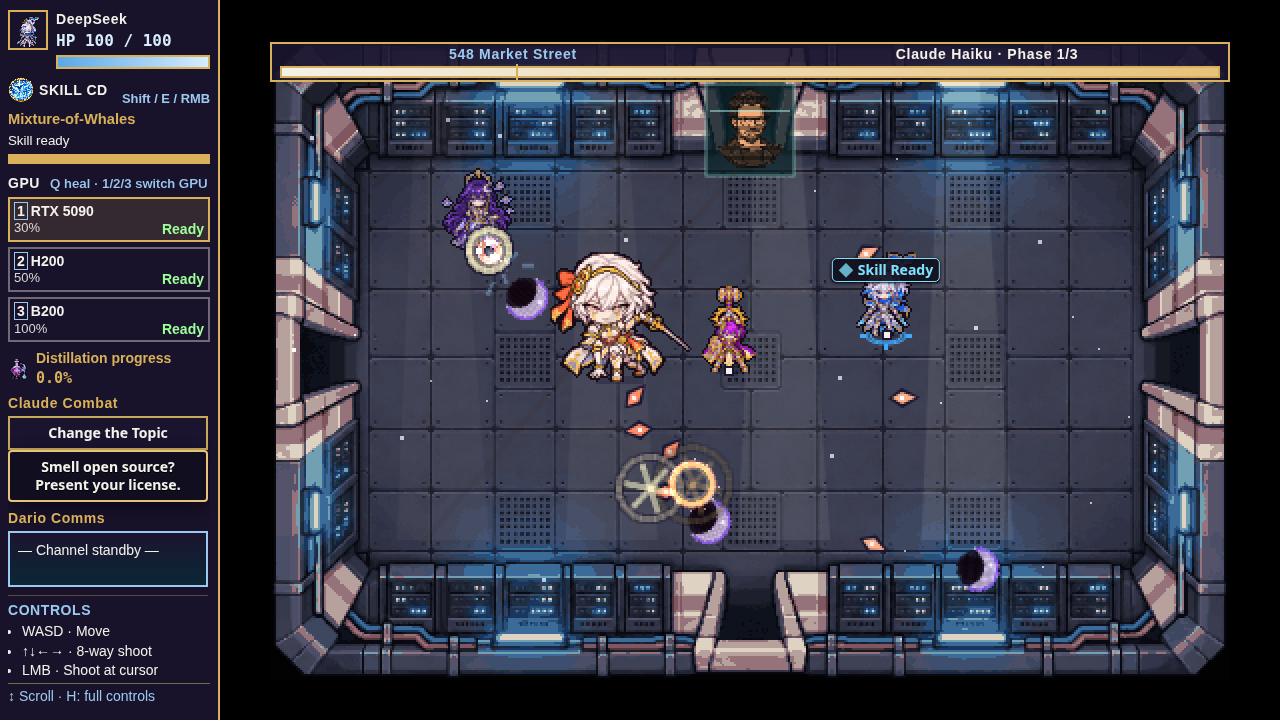 DeepSeek
HP 100 / 100
SKILL CD
Shift / E / RMB
Mixture-of-Whales
Skill ready
GPU Q heal · 1/2/3 switch GPU
1 RTX 5090
30% Ready
2 H200
50% Ready
3 B200
100% Ready
Distillation progress
0.0%
Claude Combat
Change the Topic
Smell open source?
Present your license.
Dario Comms
— Channel standby —
CONTROLS
• WASD · Move
• ↑↓←→ · 8-way shoot
• LMB · Shoot at cursor
↕ Scroll · H: full controls
548 Market Street
Claude Haiku · Phase 1/3
◆ Skill Ready